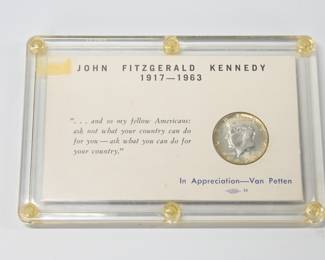 JOHN FITZGERALD KENNEDY
1917—1963
". . . and so my fellow Americans:
ask not what your country can do
for you — ask what you can do for
your country."
In Appreciation—Van Petten